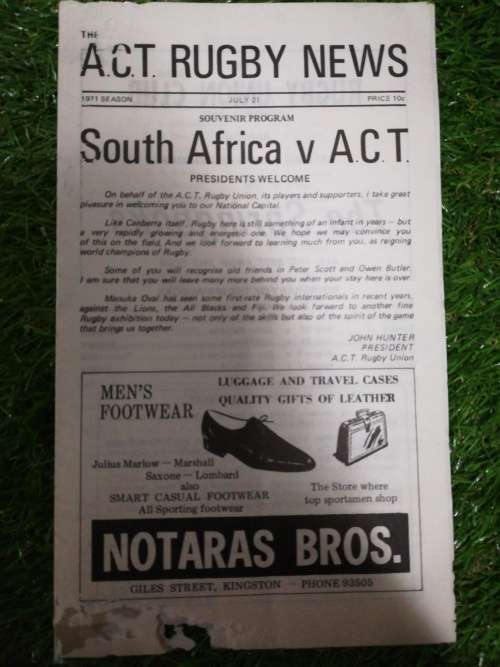 THE
A.C.T. RUGBY NEWS
1971 SEASON JULY 21 PRICE 10c
SOUVENIR PROGRAM
South Africa v A.C.T.
PRESIDENTS WELCOME
On behalf of the A.C.T. Rugby Union, its players and supporters, I take great
pleasure in welcoming you to our National Capital.
Like Canberra itself, Rugby here is still something of an infant in years — but
a very rapidly growing and energetic one. We hope we may convince you
of this on the field. And we look forward to learning much from you, as reigning
world champions of Rugby.
Some of you will recognise old friends in Peter Scott and Owen Butler.
I am sure that you will leave many more behind you when your stay here is over.
Manuka Oval has seen some first-rate Rugby internationals in recent years,
against the Lions, the All Blacks and Fiji. We look forward to another fine
Rugby exhibition today — not only of the skills but also of the spirit of the game
that brings us together.
JOHN HUNTER
PRESIDENT
A.C.T. Rugby Union
MEN'S
FOOTWEAR
LUGGAGE AND TRAVEL CASES
QUALITY GIFTS OF LEATHER
Julius Marlow — Marshall
Saxone — Lombard
also
SMART CASUAL FOOTWEAR
All Sporting footwear
The Store where
top sportsmen shop
NOTARAS BROS.
GILES STREET, KINGSTON — PHONE 93505